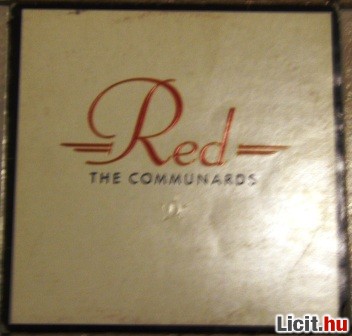 Red
THE COMMUNARDS
Licit.hu